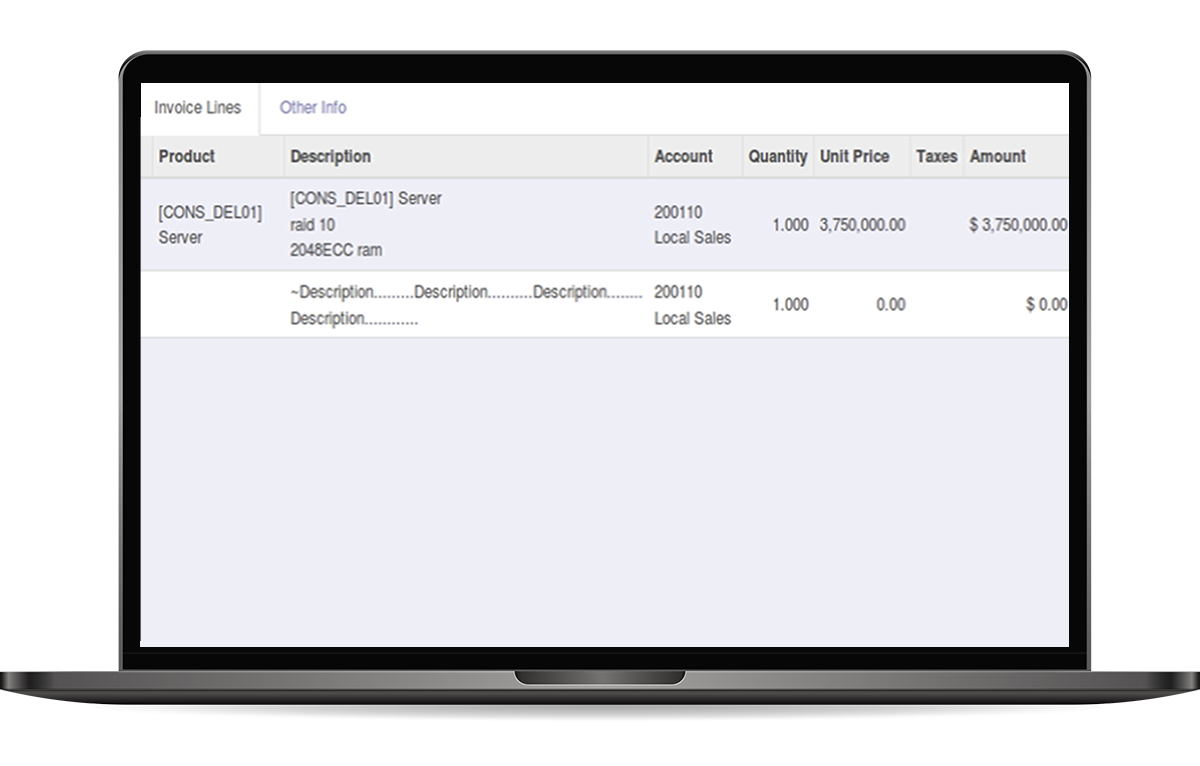 Invoice Lines Other Info
Product Description Account Quantity Unit Price Taxes Amount
[CONS_DEL01] Server
[CONS_DEL01] Server
raid 10
2048ECC ram
200110
Local Sales
1.000 3,750,000.00 $ 3,750,000.00
~Description.........Description..........Description........
Description............
200110
Local Sales
1.000 0.00 $ 0.00